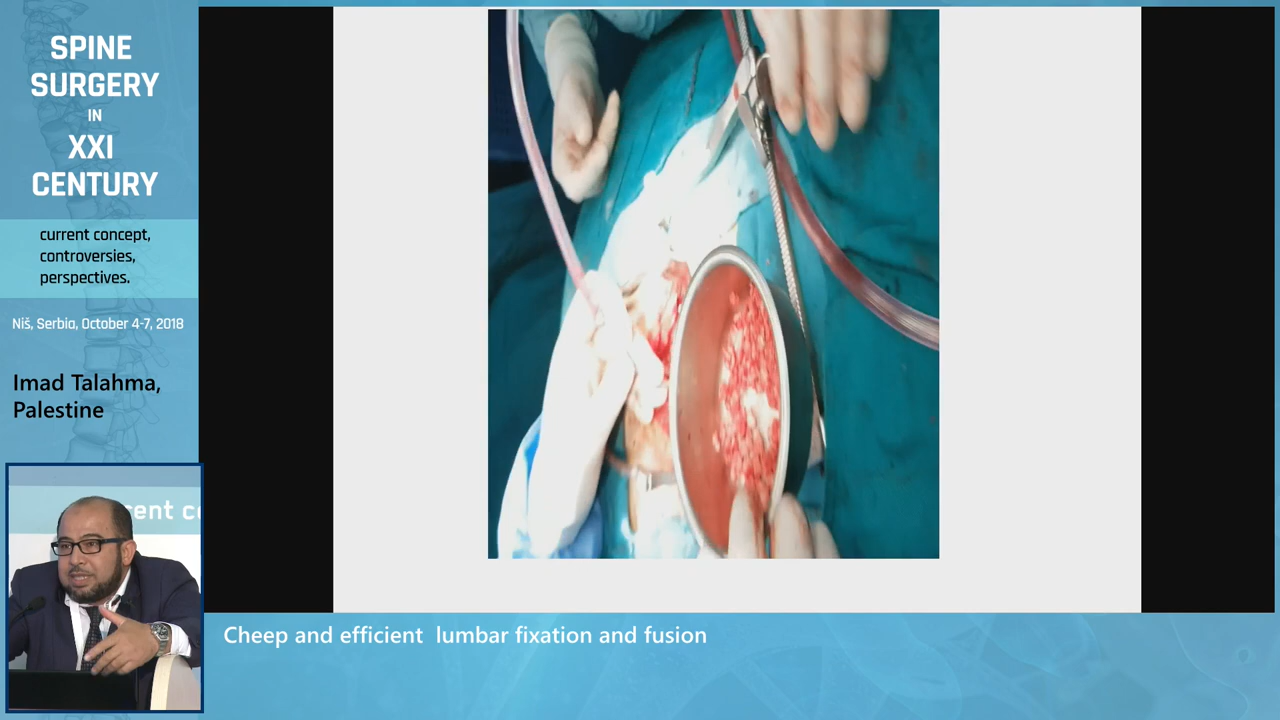 SPINE
SURGERY
IN
XXI
CENTURY
current concept,
controversies,
perspectives.
Niš, Serbia, October 4-7, 2018
Imad Talahma,
Palestine
ent c
Cheep and efficient lumbar fixation and fusion